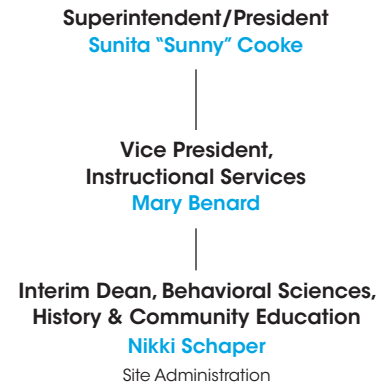 Superintendent/President
Sunita “Sunny” Cooke
Vice President,
Instructional Services
Mary Benard
Interim Dean, Behavioral Sciences,
History & Community Education
Nikki Schaper
Site Administration